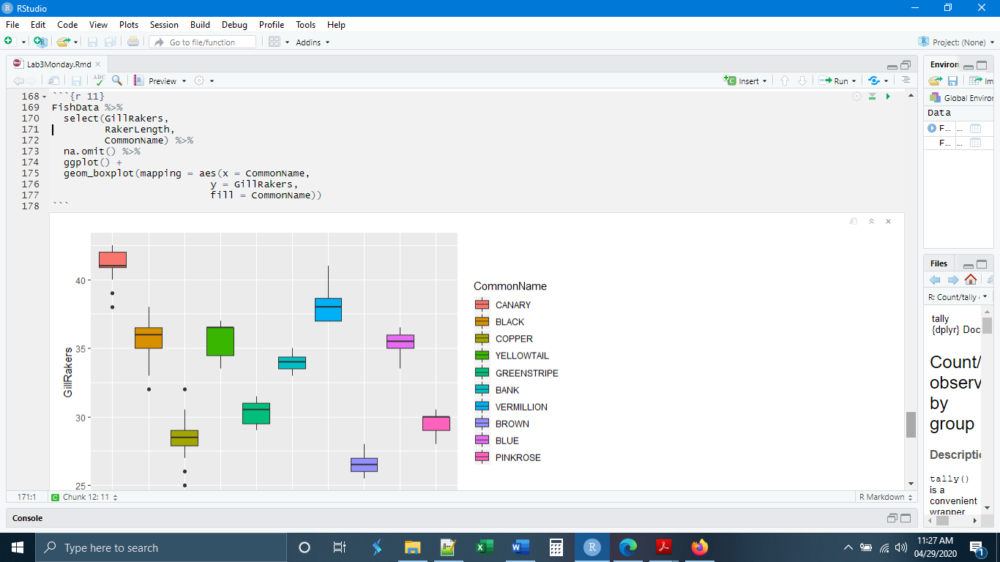 RStudio
File Edit Code View Plots Session Build Debug Profile Tools Help
Go to file/function Addins Project: (None)
Lab3Monday.Rmd
ABC Preview Insert Run
168 ```{r 11}
169 FishData %>%
170 select(GillRakers,
171 RakerLength,
172 CommonName) %>%
173 na.omit() %>%
174 ggplot() +
175 geom_boxplot(mapping = aes(x = CommonName,
176 y = GillRakers,
177 fill = CommonName))
178 ```
40
35
30
25
GillRakers
CommonName
CANARY
BLACK
COPPER
YELLOWTAIL
GREENSTRIPE
BANK
VERMILLION
BROWN
BLUE
PINKROSE
171:1 C Chunk 12: 11 R Markdown
Console
Environ
Im
Global Enviror
Data
F... ...
F... ...
Files
R: Count/tally
tally
{dplyr} Doc
Count/
observ
by
group
Descriptio
tally()
is a
convenient
wrapper
Type here to search
11:27 AM
04/29/2020
1